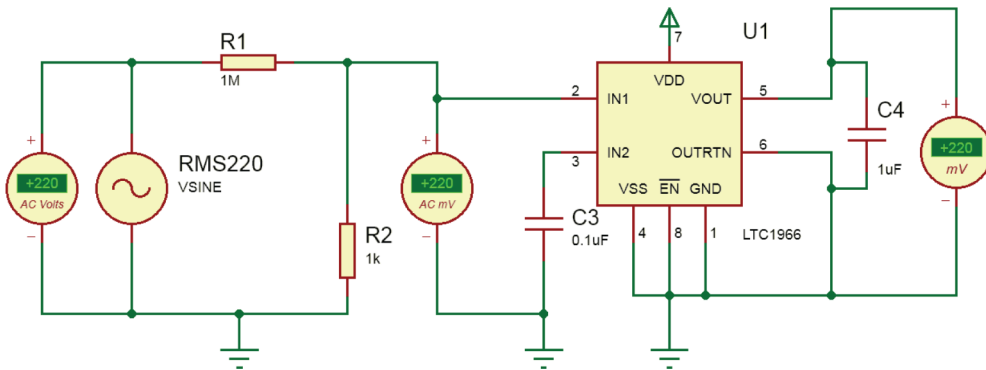 R1
1M
+220
AC Volts
RMS220
VSINE
R2
1k
+220
AC mV
C3
0.1uF
U1
7
VDD
2
IN1
VOUT
5
3
IN2
OUTRTN
6
VSS
EN
GND
4
8
1
LTC1966
C4
1uF
+220
mV